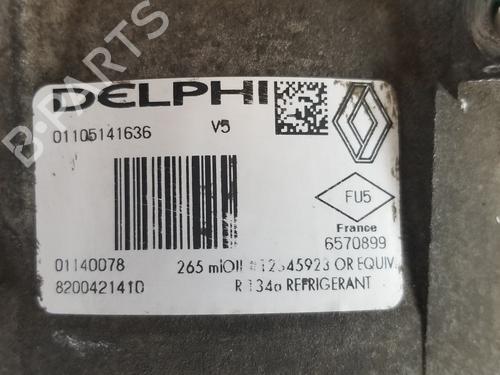 DELPHI
01105141636 V5
FU5
France
6570899
01140078 265 mlOIl #12345923 OR EQUIV.
8200421410 R 134a REFRIGERANT
B-PARTS